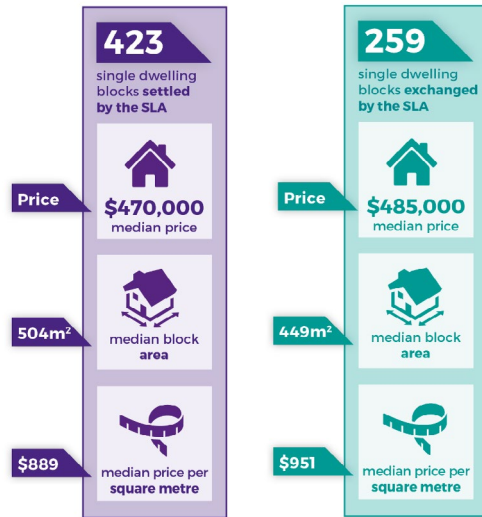 423
single dwelling
blocks settled
by the SLA
Price
$470,000
median price
504m²
median block
area
$889
median price per
square metre
259
single dwelling
blocks exchanged
by the SLA
Price
$485,000
median price
449m²
median block
area
$951
median price per
square metre